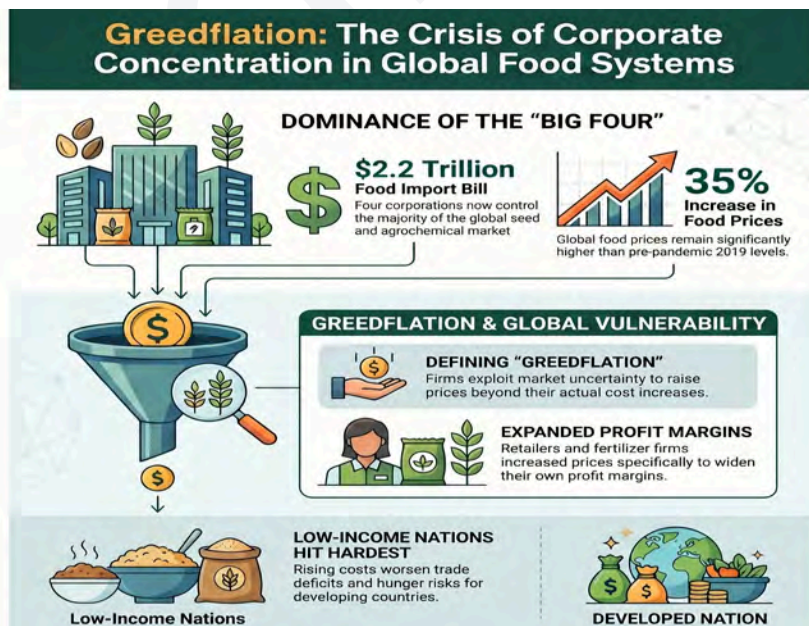 Greedflation: The Crisis of Corporate
Concentration in Global Food Systems
DOMINANCE OF THE "BIG FOUR"
$2.2 Trillion
Food Import Bill
Four corporations now control
the majority of the global seed
and agrochemical market
35%
Increase in
Food Prices
Global food prices remain significantly
higher than pre-pandemic 2019 levels.
GREEDFLATION & GLOBAL VULNERABILITY
DEFINING "GREEDFLATION"
Firms exploit market uncertainty to raise
prices beyond their actual cost increases.
EXPANDED PROFIT MARGINS
Retailers and fertilizer firms
increased prices specifically to widen
their own profit margins.
LOW-INCOME NATIONS
HIT HARDEST
Rising costs worsen trade
deficits and hunger risks for
developing countries.
Low-Income Nations
DEVELOPED NATION